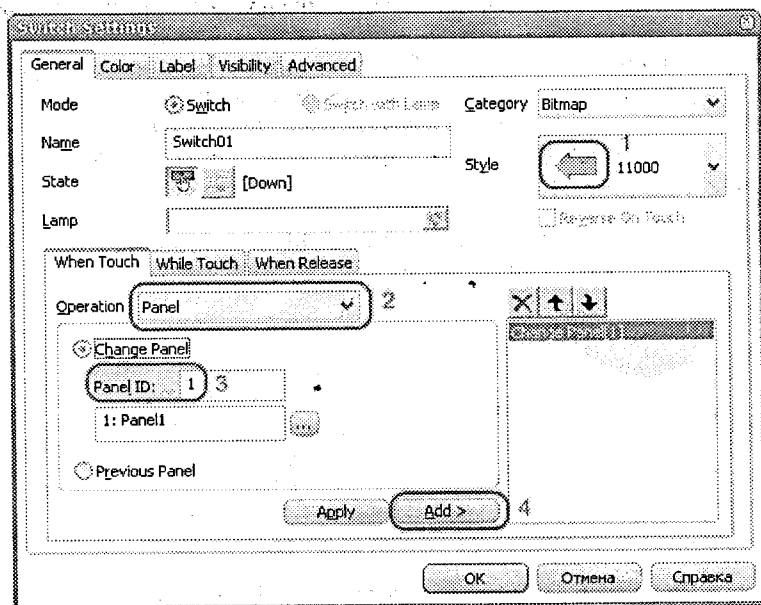 Switch Settings
General Color Label Visibility Advanced
Mode Switch Switch with Lamp Category Bitmap
Name Switch01
Style 1 11000
State [Down]
Lamp Reverse On Touch
When Touch While Touch When Release
Operation Panel 2
Change Panel
Change Panel
Panel ID: 1 3
1: Panel1 ...
Previous Panel
Apply Add > 4
OK Отмена Справка